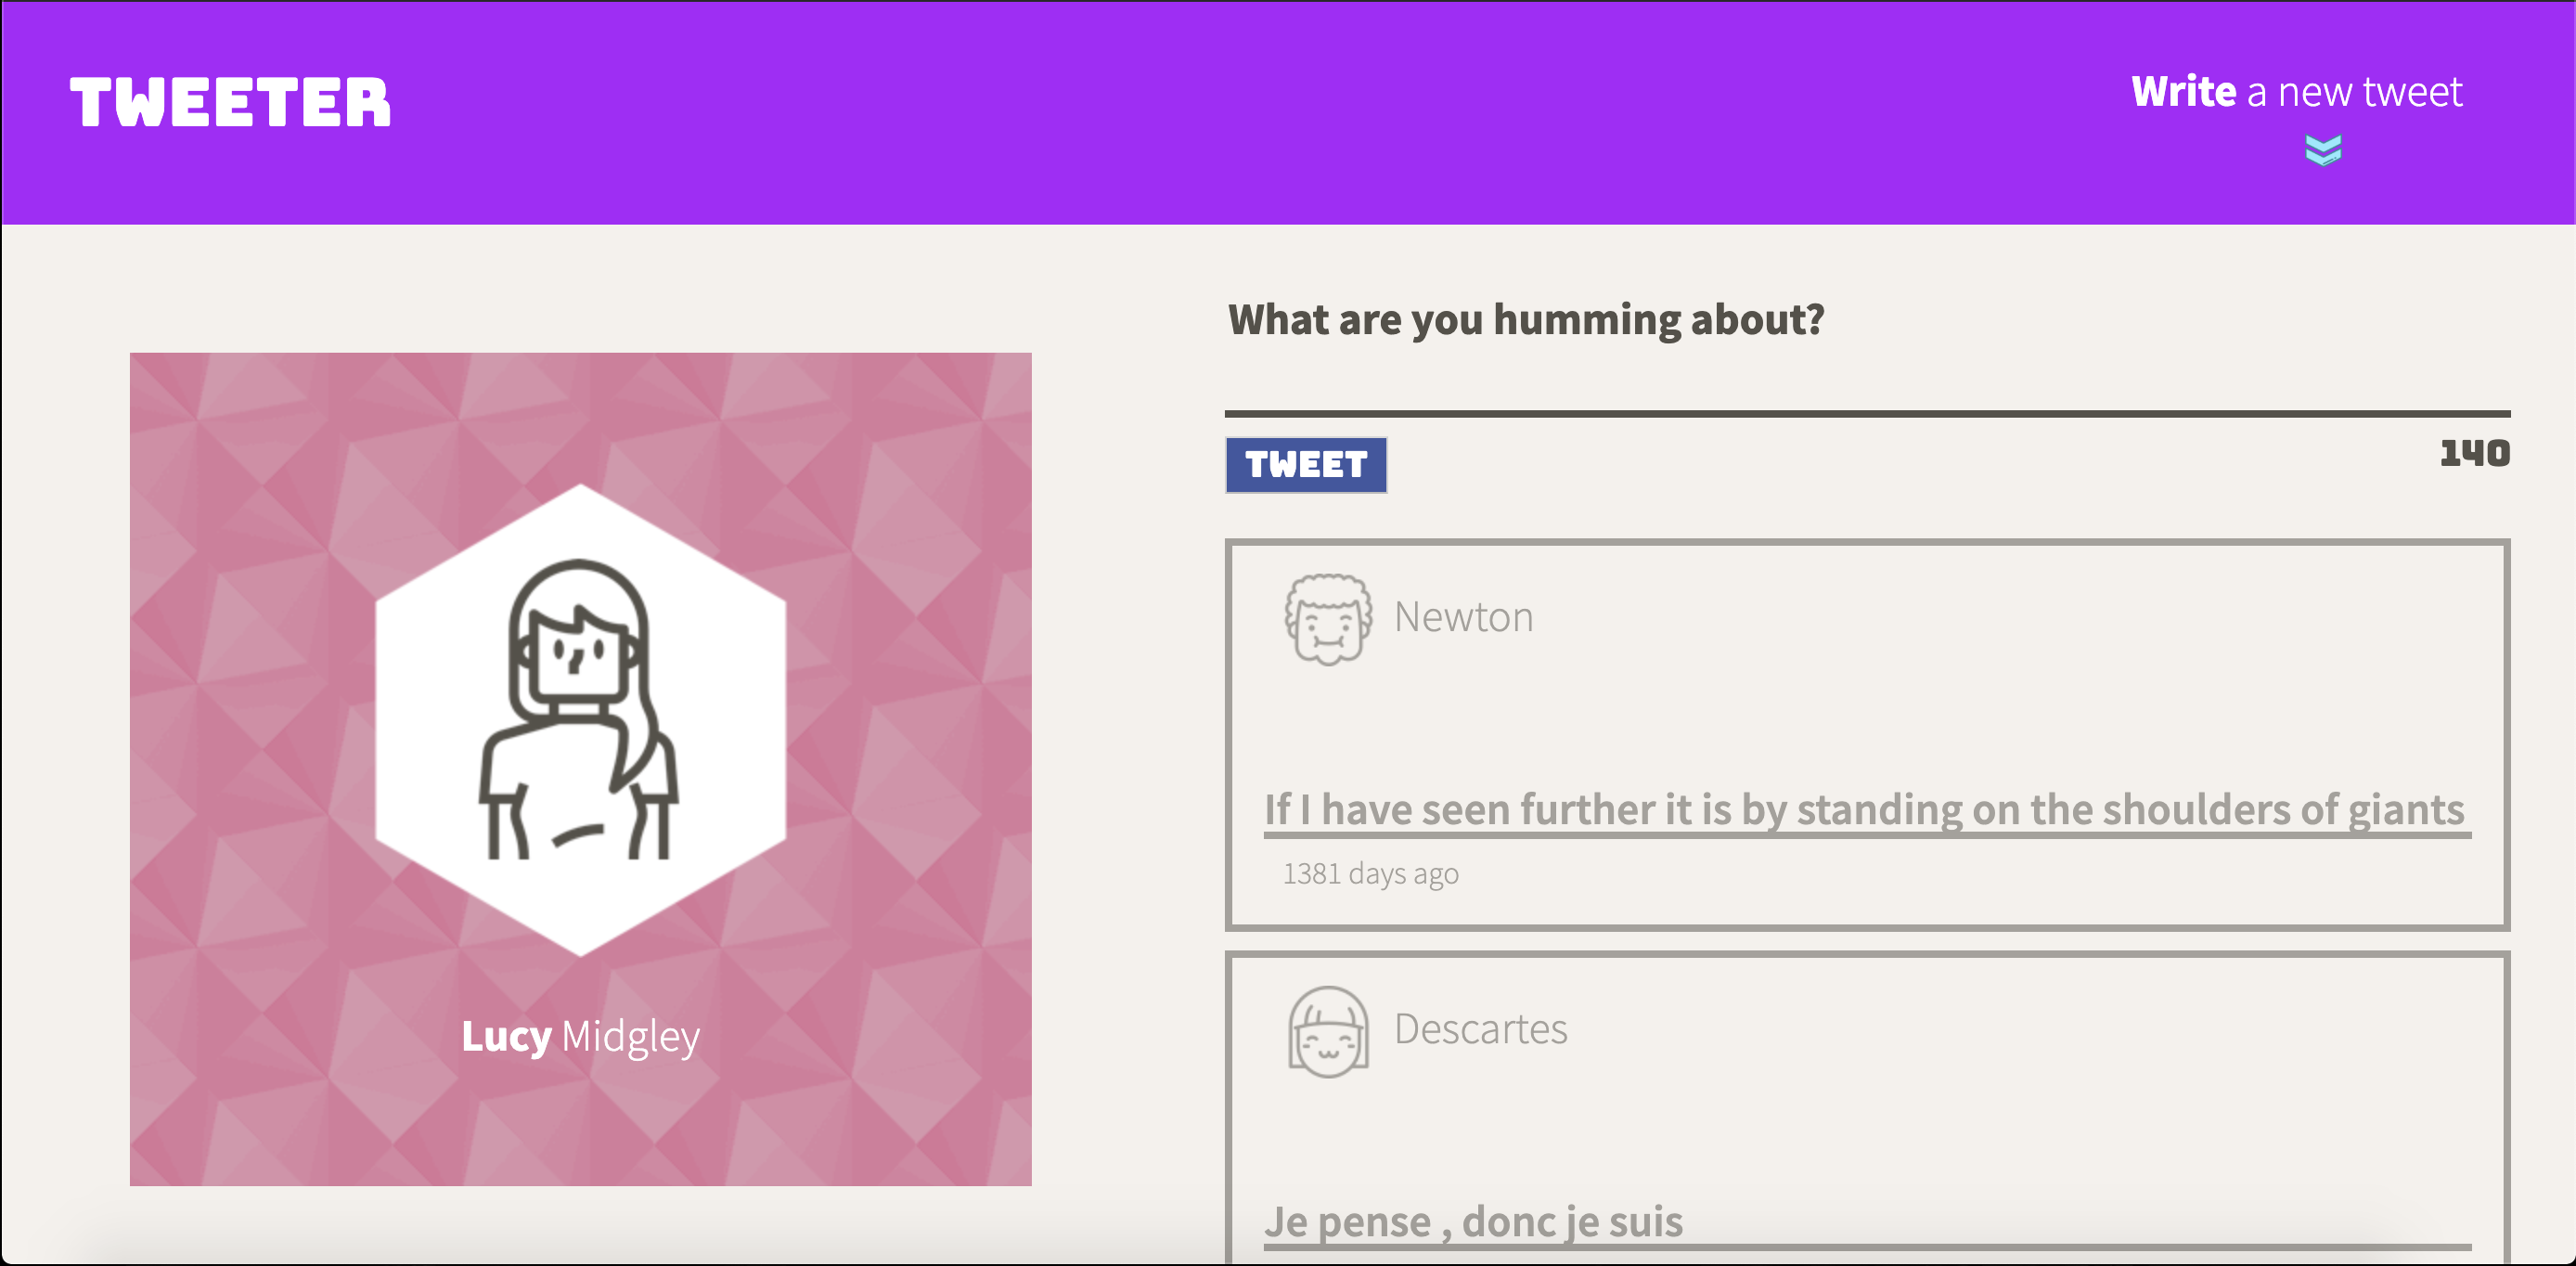 TWEETER
Write a new tweet
Lucy Midgley
What are you humming about?
TWEET
140
Newton
If I have seen further it is by standing on the shoulders of giants
1381 days ago
Descartes
Je pense , donc je suis